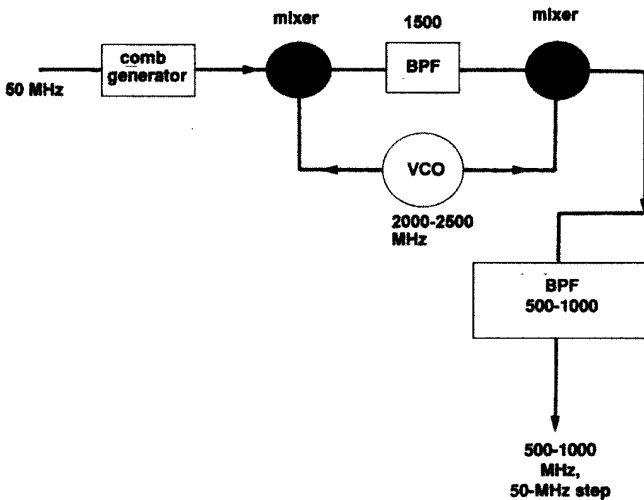 mixer
1500
mixer
comb
generator
BPF
50 MHz
VCO
2000-2500
MHz
BPF
500-1000
500-1000
MHz,
50-MHz step